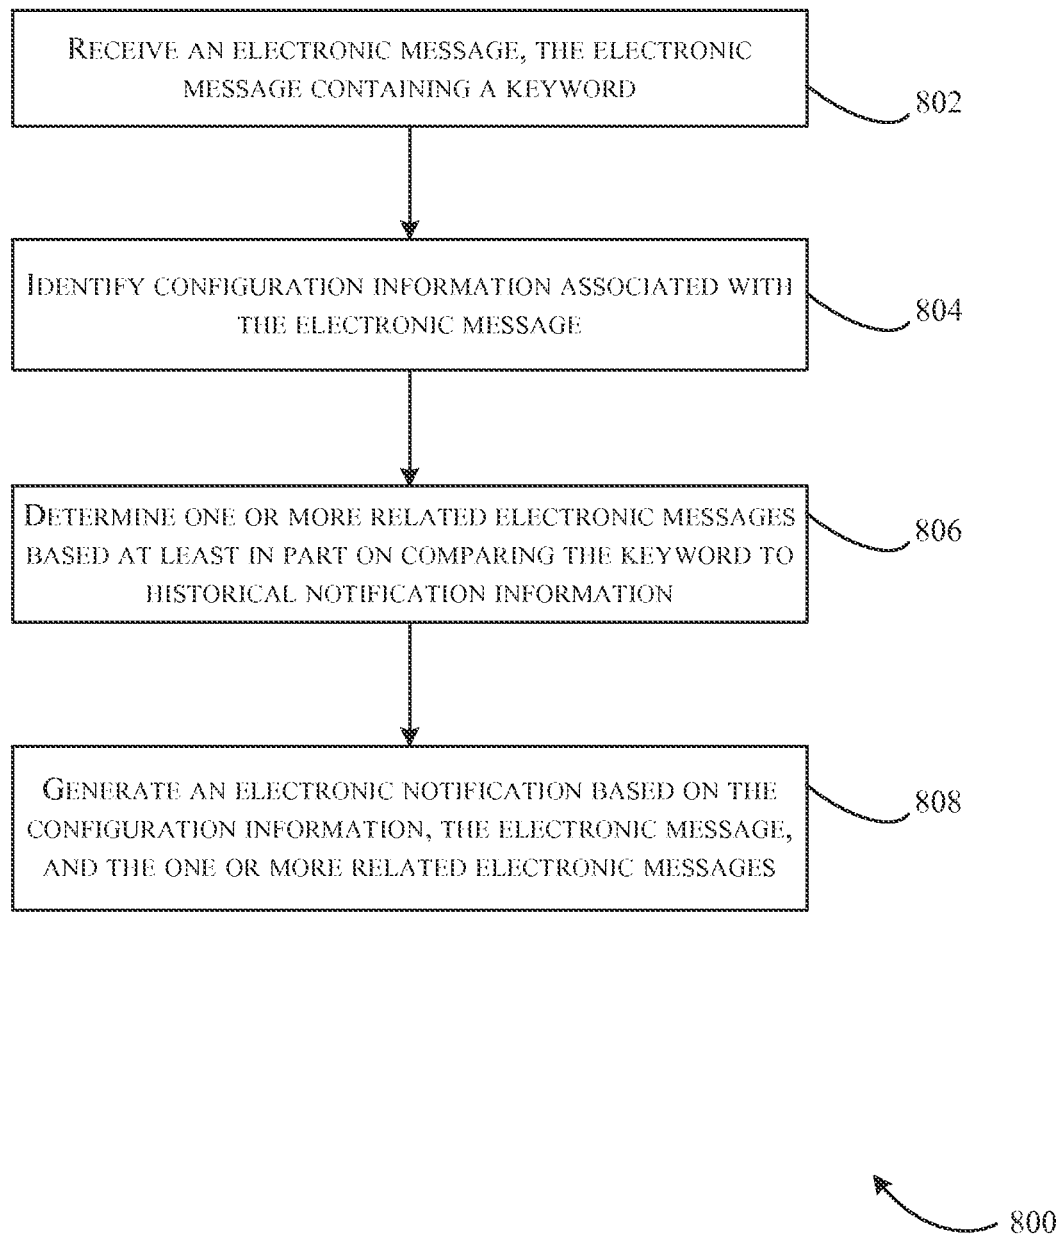 RECEIVE AN ELECTRONIC MESSAGE, THE ELECTRONIC
MESSAGE CONTAINING A KEYWORD
802
IDENTIFY CONFIGURATION INFORMATION ASSOCIATED WITH
THE ELECTRONIC MESSAGE
804
DETERMINE ONE OR MORE RELATED ELECTRONIC MESSAGES
BASED AT LEAST IN PART ON COMPARING THE KEYWORD TO
HISTORICAL NOTIFICATION INFORMATION
806
GENERATE AN ELECTRONIC NOTIFICATION BASED ON THE
CONFIGURATION INFORMATION, THE ELECTRONIC MESSAGE,
AND THE ONE OR MORE RELATED ELECTRONIC MESSAGES
808
800